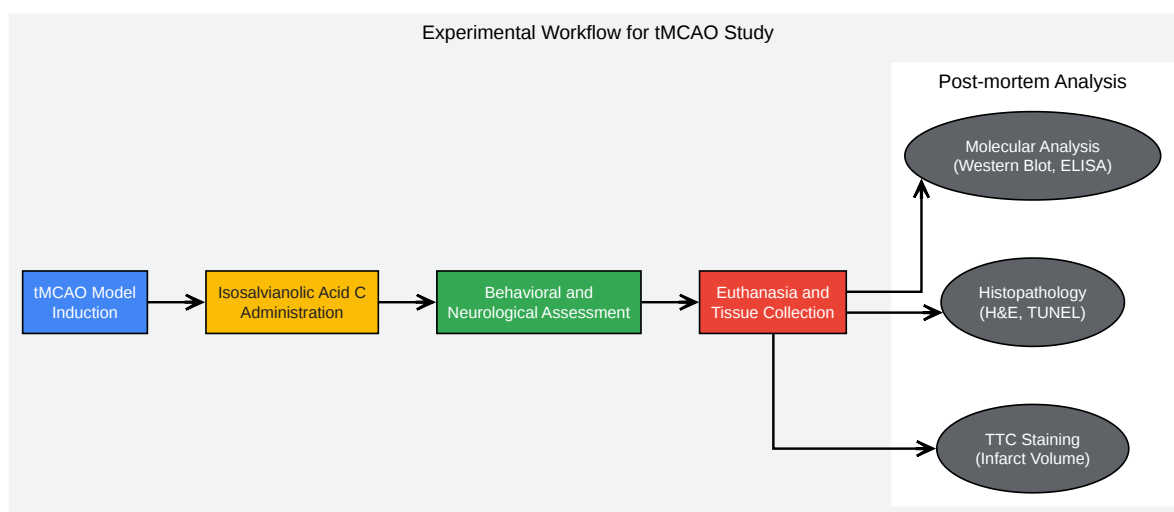 Experimental Workflow for tMCAO Study
Post-mortem Analysis
Molecular Analysis
(Western Blot, ELISA)
tMCAO Model
Induction
Isosalvianolic Acid C
Administration
Behavioral and
Neurological Assessment
Euthanasia and
Tissue Collection
Histopathology
(H&E, TUNEL)
TTC Staining
(Infarct Volume)